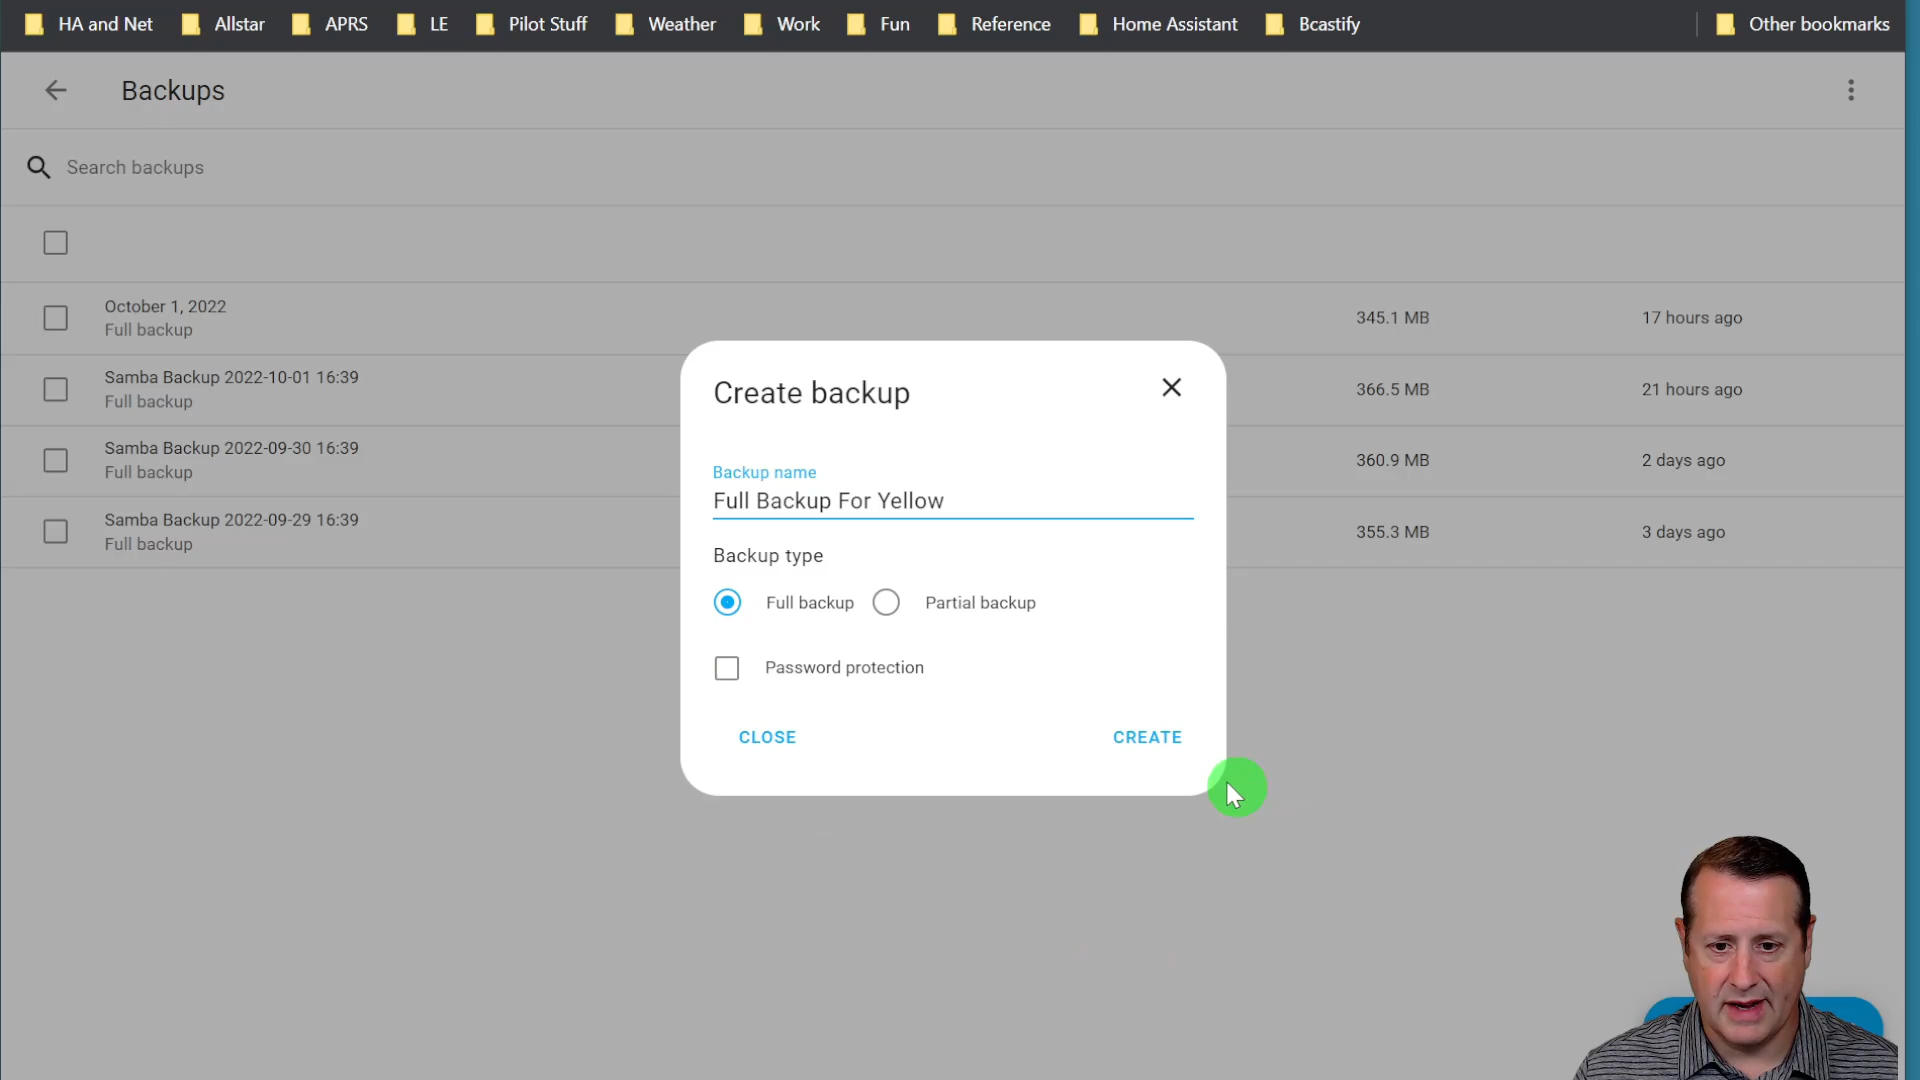 HA and Net Allstar APRS LE Pilot Stuff Weather Work Fun Reference Home Assistant Bcastify Other bookmarks
Backups
Search backups
October 1, 2022
Full backup
345.1 MB
17 hours ago
Samba Backup 2022-10-01 16:39
Full backup
366.5 MB
21 hours ago
Samba Backup 2022-09-30 16:39
Full backup
360.9 MB
2 days ago
Samba Backup 2022-09-29 16:39
Full backup
355.3 MB
3 days ago
Create backup
Backup name
Full Backup For Yellow
Backup type
Full backup Partial backup
Password protection
CLOSE CREATE